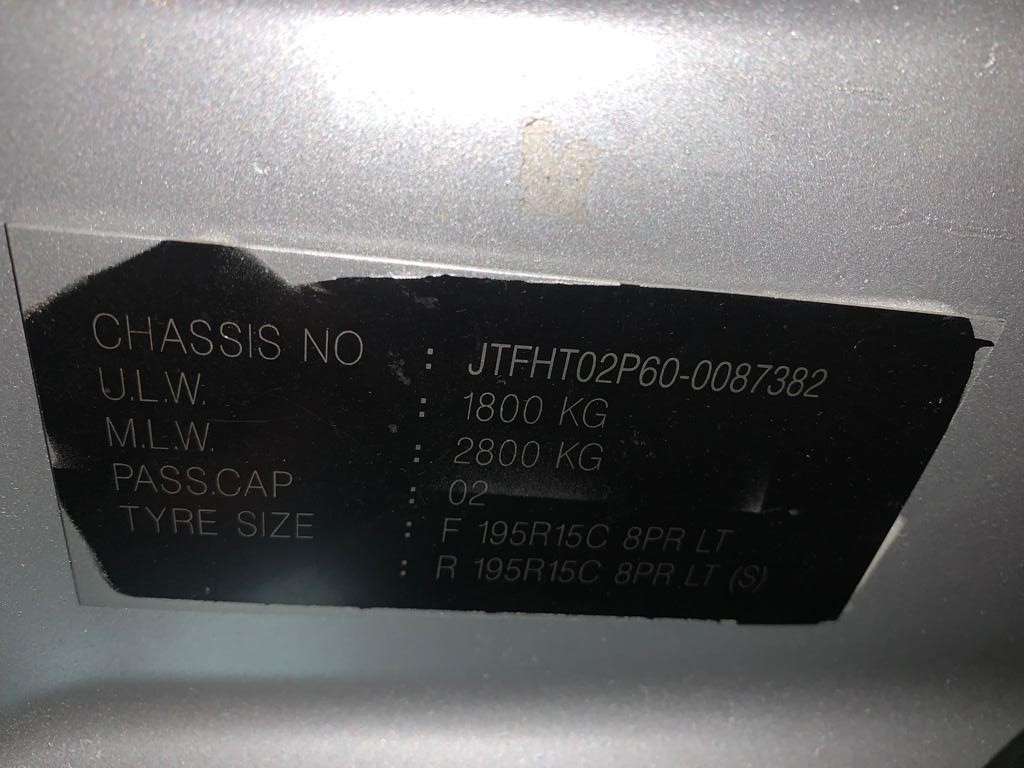 CHASSIS NO : JTFHT02P60-0087382
U.L.W. : 1800 KG
M.L.W. : 2800 KG
PASS.CAP : 02
TYRE SIZE : F 195R15C 8PR LT
: R 195R15C 8PR LT (S)